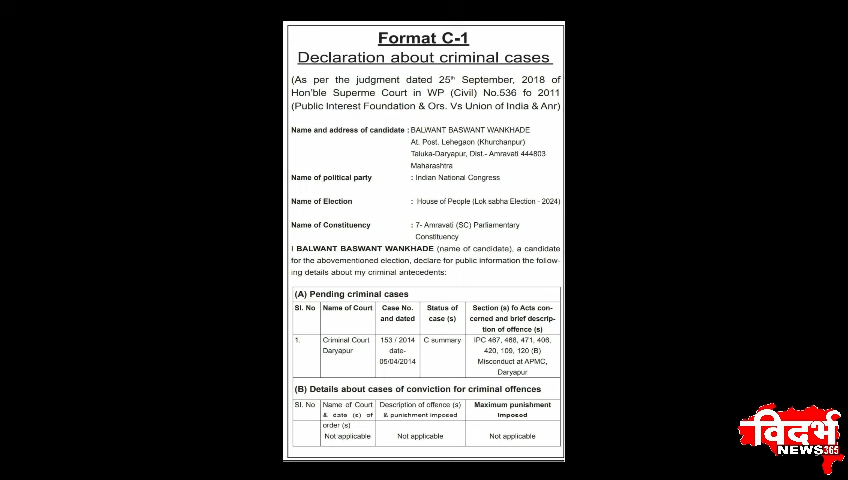 Format C-1
Declaration about criminal cases
(As per the judgment dated 25th September, 2018 of
Hon'ble Superme Court in WP (Civil) No.536 fo 2011
(Public Interest Foundation & Ors. Vs Union of India & Anr)
Name and address of candidate : BALWANT BASWANT WANKHADE
At. Post. Lehegaon (Khurchanpur)
Teluka-Daryapur, Dist.- Amravati 444803
Maharashtra
Name of political party : Indian National Congress
Name of Election : House of People (Lok sabha Election - 2024)
Name of Constituency : 7- Amravati (SC) Parliamentary
Constituency
I BALWANT BASWANT WANKHADE (name of candidate), a candidate
for the abovementioned election, declare for public information the follow-
ing details about my criminal antecedents:
(A) Pending criminal cases
Sl. No Name of Court Case No. and dated Status of case (s) Section (s) fo Acts concerned and brief description of offence (s)
1. Criminal Court Daryapur 153 / 2014 date- 05/04/2014 C summary IPC 467, 468, 471, 406, 420, 109, 120 (B) Misconduct at APMC, Daryapur
(B) Details about cases of conviction for criminal offences
Sl. No Name of Court & date (s) of order (s) Description of offence (s) & punishment imposed Maximum punishment Imposed
Not applicable Not applicable Not applicable
विदर्भ
NEWS 365